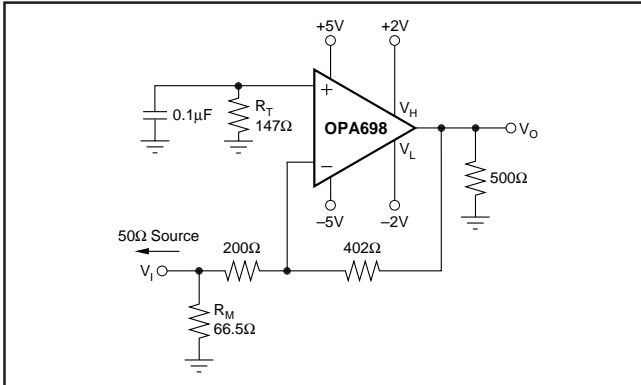 +5V
+2V
0.1μF
R_T
147Ω
+
OPA698
V_H
V_L
−
V_O
500Ω
−5V
−2V
50Ω Source
V_I
200Ω
402Ω
R_M
66.5Ω